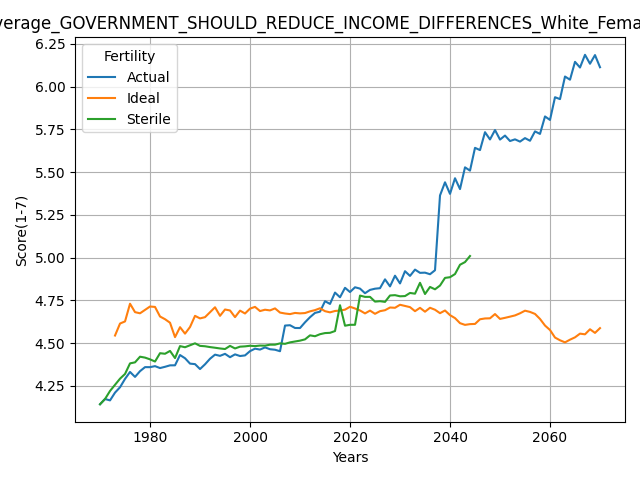 verage_GOVERNMENT_SHOULD_REDUCE_INCOME_DIFFERENCES_White_Fema
Fertility
Actual
Ideal
Sterile
Score(1-7)
6.25
6.00
5.75
5.50
5.25
5.00
4.75
4.50
4.25
1980 2000 2020 2040 2060
Years